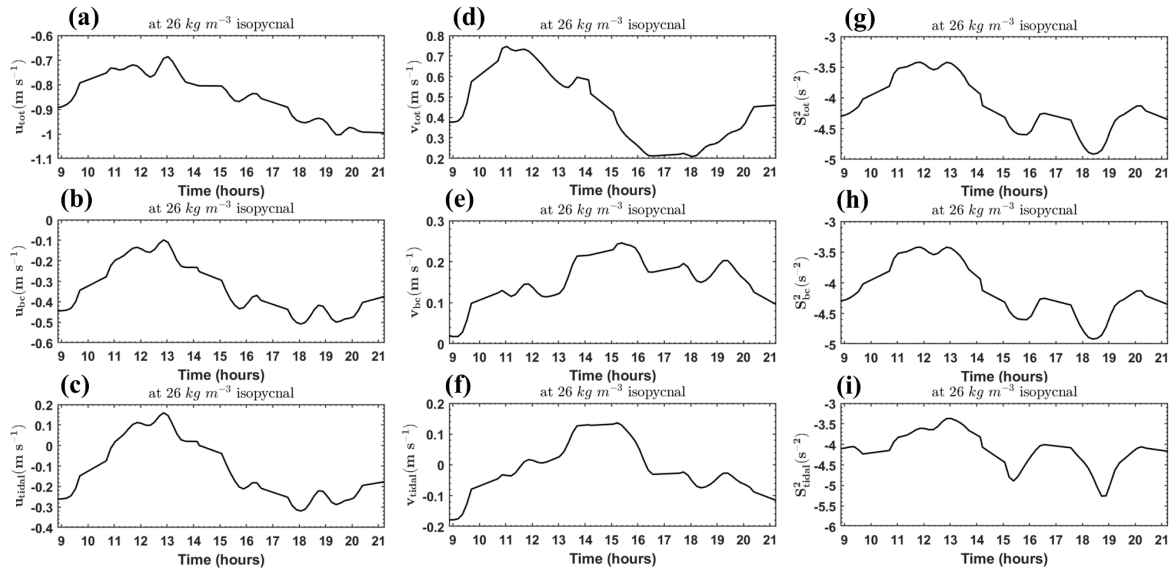 (a)
at 26 kg m⁻³ isopycnal
-0.6
-0.7
-0.8
-0.9
-1
-1.1
u_tot(m s⁻¹)
9 10 11 12 13 14 15 16 17 18 19 20 21
Time (hours)
(d)
at 26 kg m⁻³ isopycnal
0.8
0.7
0.6
0.5
0.4
0.3
0.2
v_tot(m s⁻¹)
9 10 11 12 13 14 15 16 17 18 19 20 21
Time (hours)
(g)
at 26 kg m⁻³ isopycnal
-3
-3.5
-4
-4.5
-5
S²_tot(s⁻²)
9 10 11 12 13 14 15 16 17 18 19 20 21
Time (hours)
(b)
at 26 kg m⁻³ isopycnal
0
-0.1
-0.2
-0.3
-0.4
-0.5
-0.6
u_bc(m s⁻¹)
9 10 11 12 13 14 15 16 17 18 19 20 21
Time (hours)
(e)
at 26 kg m⁻³ isopycnal
0.3
0.2
0.1
0
v_bc(m s⁻¹)
9 10 11 12 13 14 15 16 17 18 19 20 21
Time (hours)
(h)
at 26 kg m⁻³ isopycnal
-3
-3.5
-4
-4.5
-5
S²_bc(s⁻²)
9 10 11 12 13 14 15 16 17 18 19 20 21
Time (hours)
(c)
at 26 kg m⁻³ isopycnal
0.2
0.1
0
-0.1
-0.2
-0.3
-0.4
u_tidal(m s⁻¹)
9 10 11 12 13 14 15 16 17 18 19 20 21
Time (hours)
(f)
at 26 kg m⁻³ isopycnal
0.2
0.1
0
-0.1
-0.2
v_tidal(m s⁻¹)
9 10 11 12 13 14 15 16 17 18 19 20 21
Time (hours)
(i)
at 26 kg m⁻³ isopycnal
-3
-3.5
-4
-4.5
-5
-5.5
-6
S²_tidal(s⁻²)
9 10 11 12 13 14 15 16 17 18 19 20 21
Time (hours)